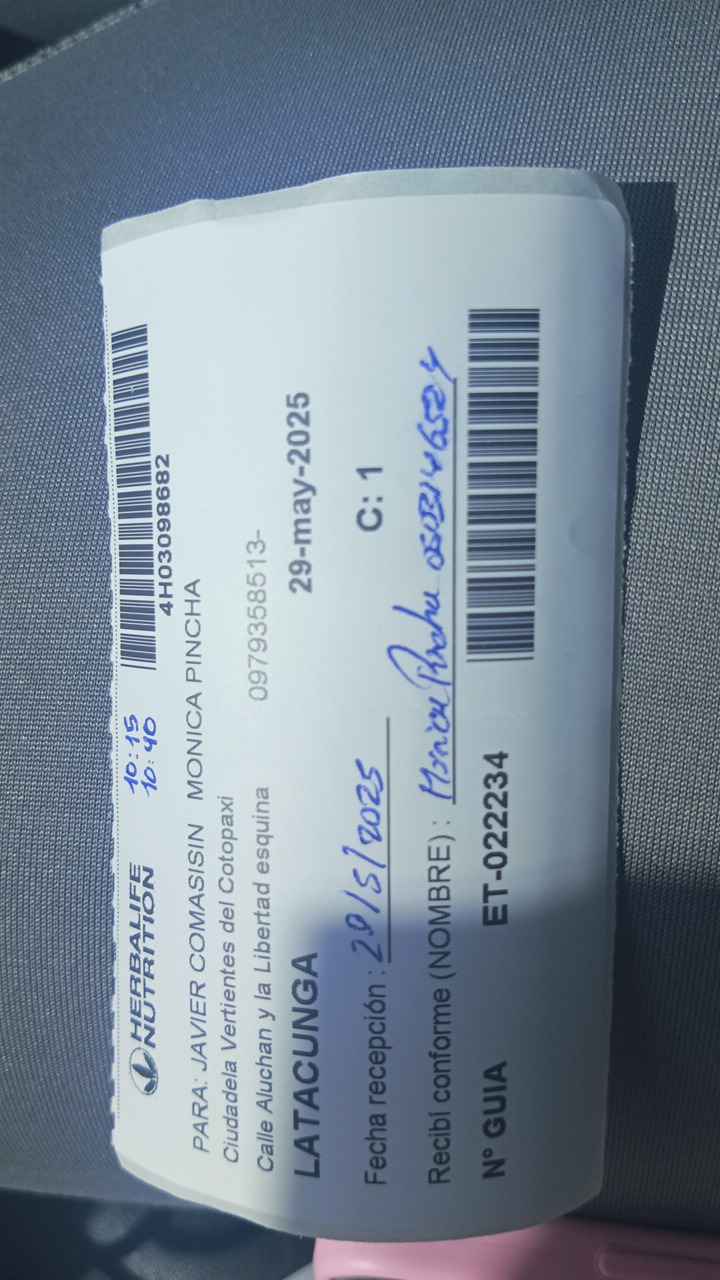 HERBALIFE NUTRITION 10:15 10:40
4H03098682
PARA: JAVIER COMASISIN MONICA PINCHA
Ciudadela Vertientes del Cotopaxi
Calle Aluchan y la Libertad esquina 0979358513-
LATACUNGA 29-may-2025
Fecha recepción : 29/5/2025 C: 1
Recibí conforme (NOMBRE) : Monica Pincha
Nº GUIA ET-022234